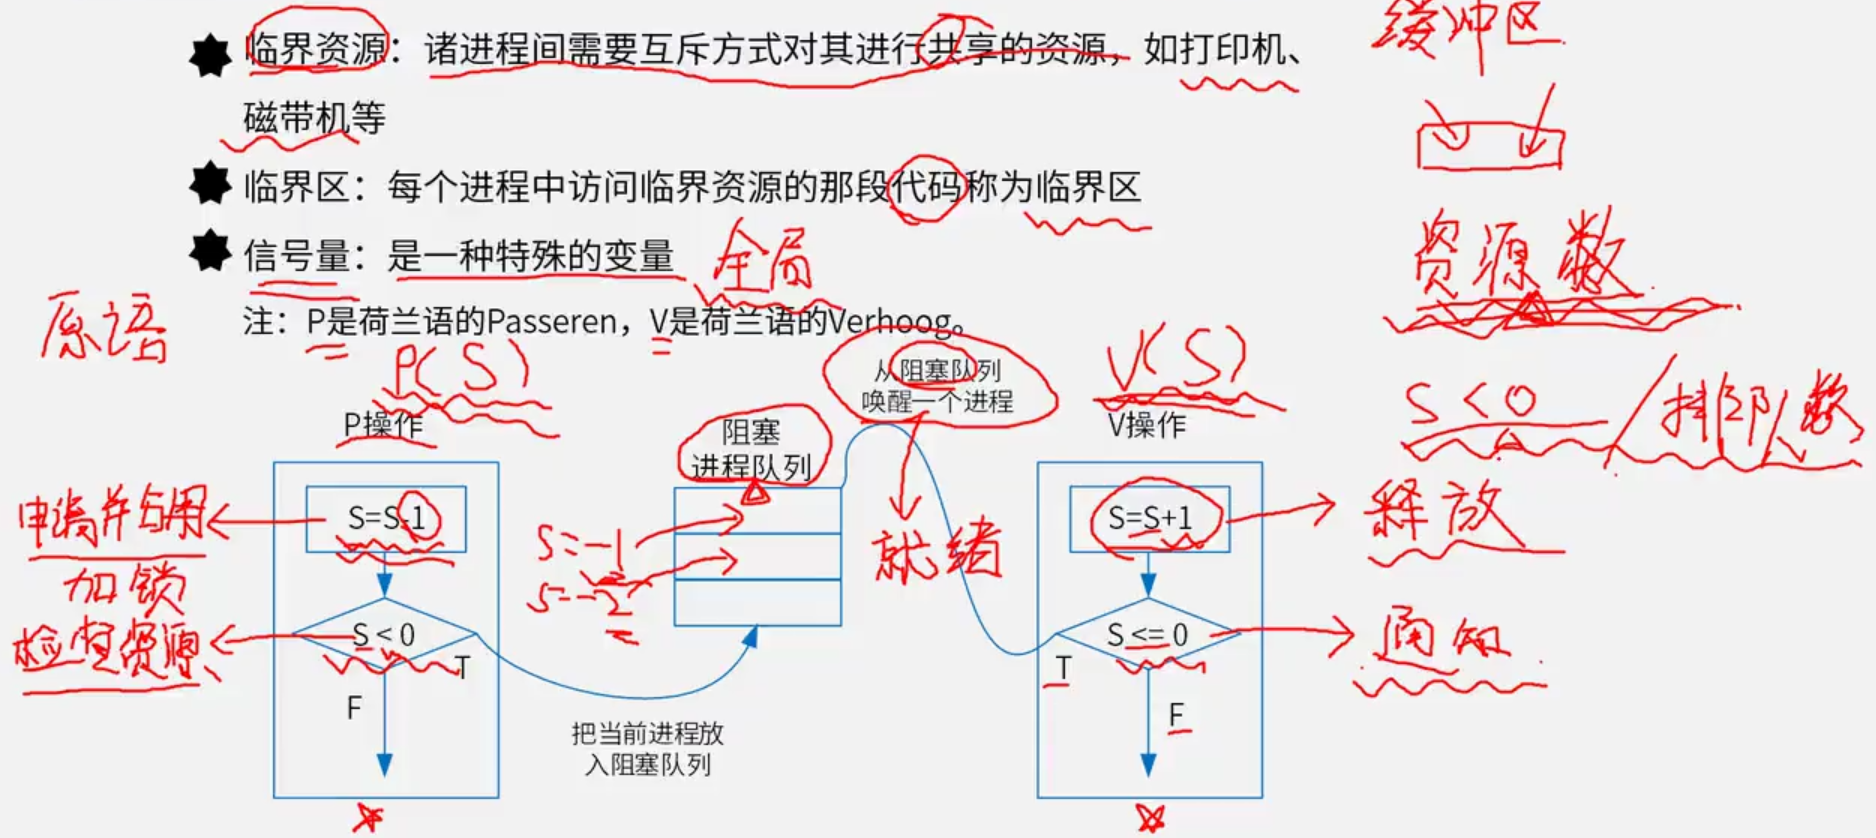 缓冲区
临界资源：诸进程间需要互斥方式对其进行共享的资源，如打印机、
磁带机等
临界区：每个进程中访问临界资源的那段代码称为临界区
信号量：是一种特殊的变量
全局
资源数
注：P是荷兰语的Passeren，V是荷兰语的Verhoog。
原语
P(S)
V(S)
从阻塞队列
唤醒一个进程
S<0
排队数
P操作
阻塞
进程队列
V操作
申请并占用
S=S-1
S=-1
就绪
S=S+1
释放
加锁
S=-2
检查资源
S < 0
S <= 0
通知
T
T
F
F
把当前进程放
入阻塞队列